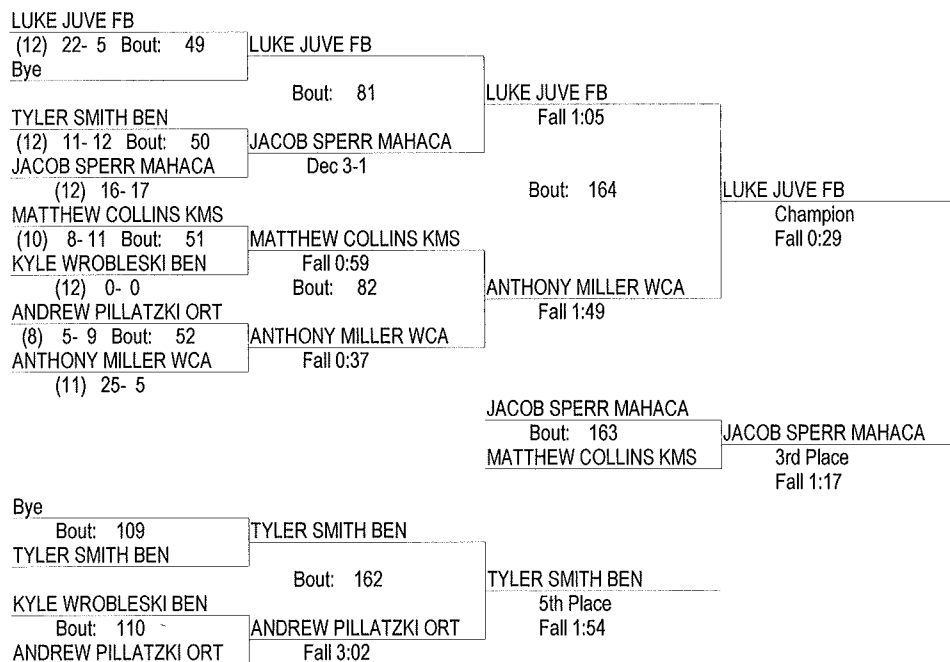 LUKE JUVE FB
(12) 22- 5 Bout: 49
LUKE JUVE FB
Bye
Bout: 81
LUKE JUVE FB
Fall 1:05
TYLER SMITH BEN
(12) 11- 12 Bout: 50
JACOB SPERR MAHACA
JACOB SPERR MAHACA
Dec 3-1
(12) 16- 17
Bout: 164
LUKE JUVE FB
Champion
Fall 0:29
MATTHEW COLLINS KMS
(10) 8- 11 Bout: 51
MATTHEW COLLINS KMS
KYLE WROBLESKI BEN
Fall 0:59
(12) 0- 0
Bout: 82
ANTHONY MILLER WCA
Fall 1:49
ANDREW PILLATZKI ORT
(8) 5- 9 Bout: 52
ANTHONY MILLER WCA
ANTHONY MILLER WCA
Fall 0:37
(11) 25- 5
JACOB SPERR MAHACA
Bout: 163
JACOB SPERR MAHACA
MATTHEW COLLINS KMS
3rd Place
Fall 1:17
Bye
Bout: 109
TYLER SMITH BEN
TYLER SMITH BEN
Bout: 162
TYLER SMITH BEN
5th Place
Fall 1:54
KYLE WROBLESKI BEN
Bout: 110
ANDREW PILLATZKI ORT
ANDREW PILLATZKI ORT
Fall 3:02